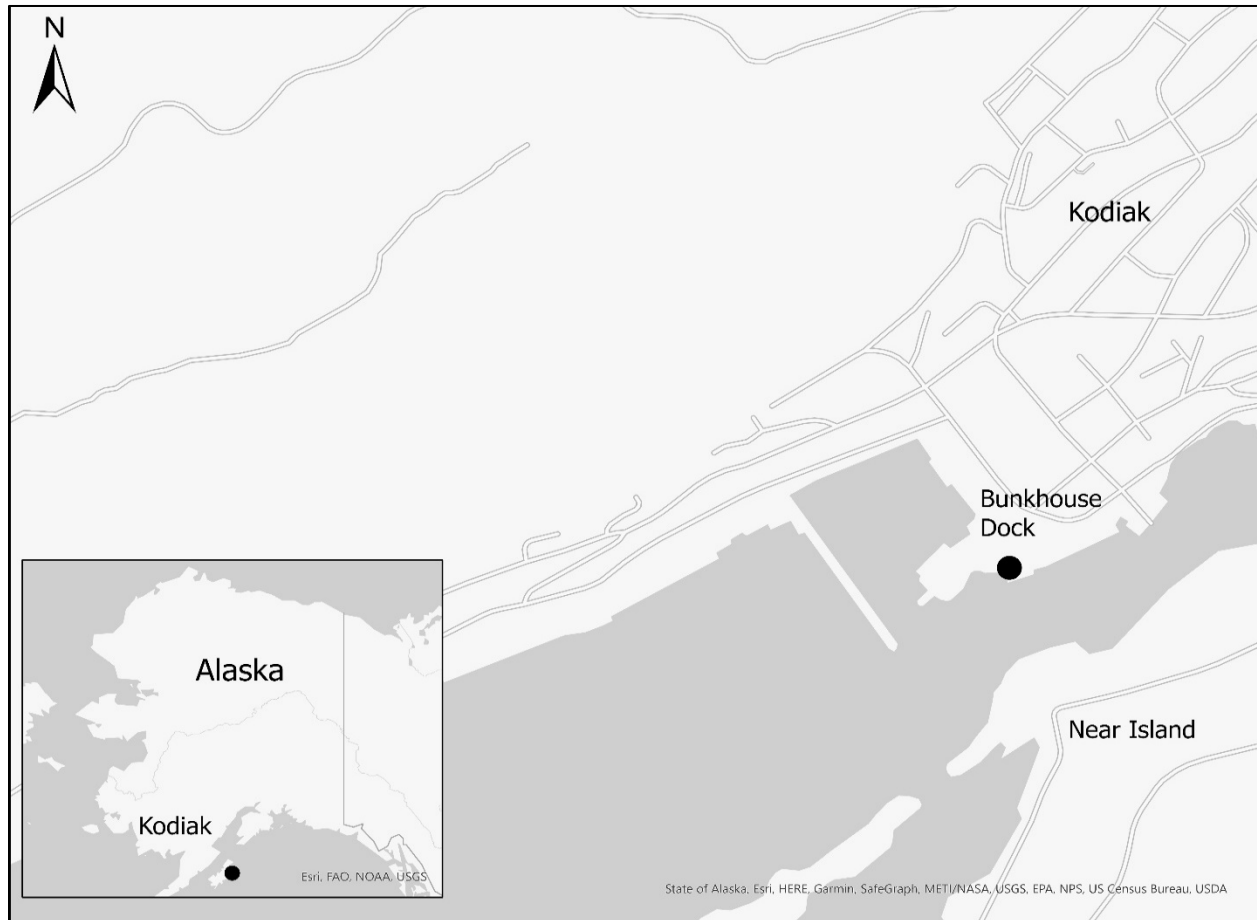 N
Kodiak
Bunkhouse
Dock
Near Island
Alaska
Kodiak
Esri, FAO, NOAA, USGS
State of Alaska, Esri, HERE, Garmin, SafeGraph, METI/NASA, USGS, EPA, NPS, US Census Bureau, USDA